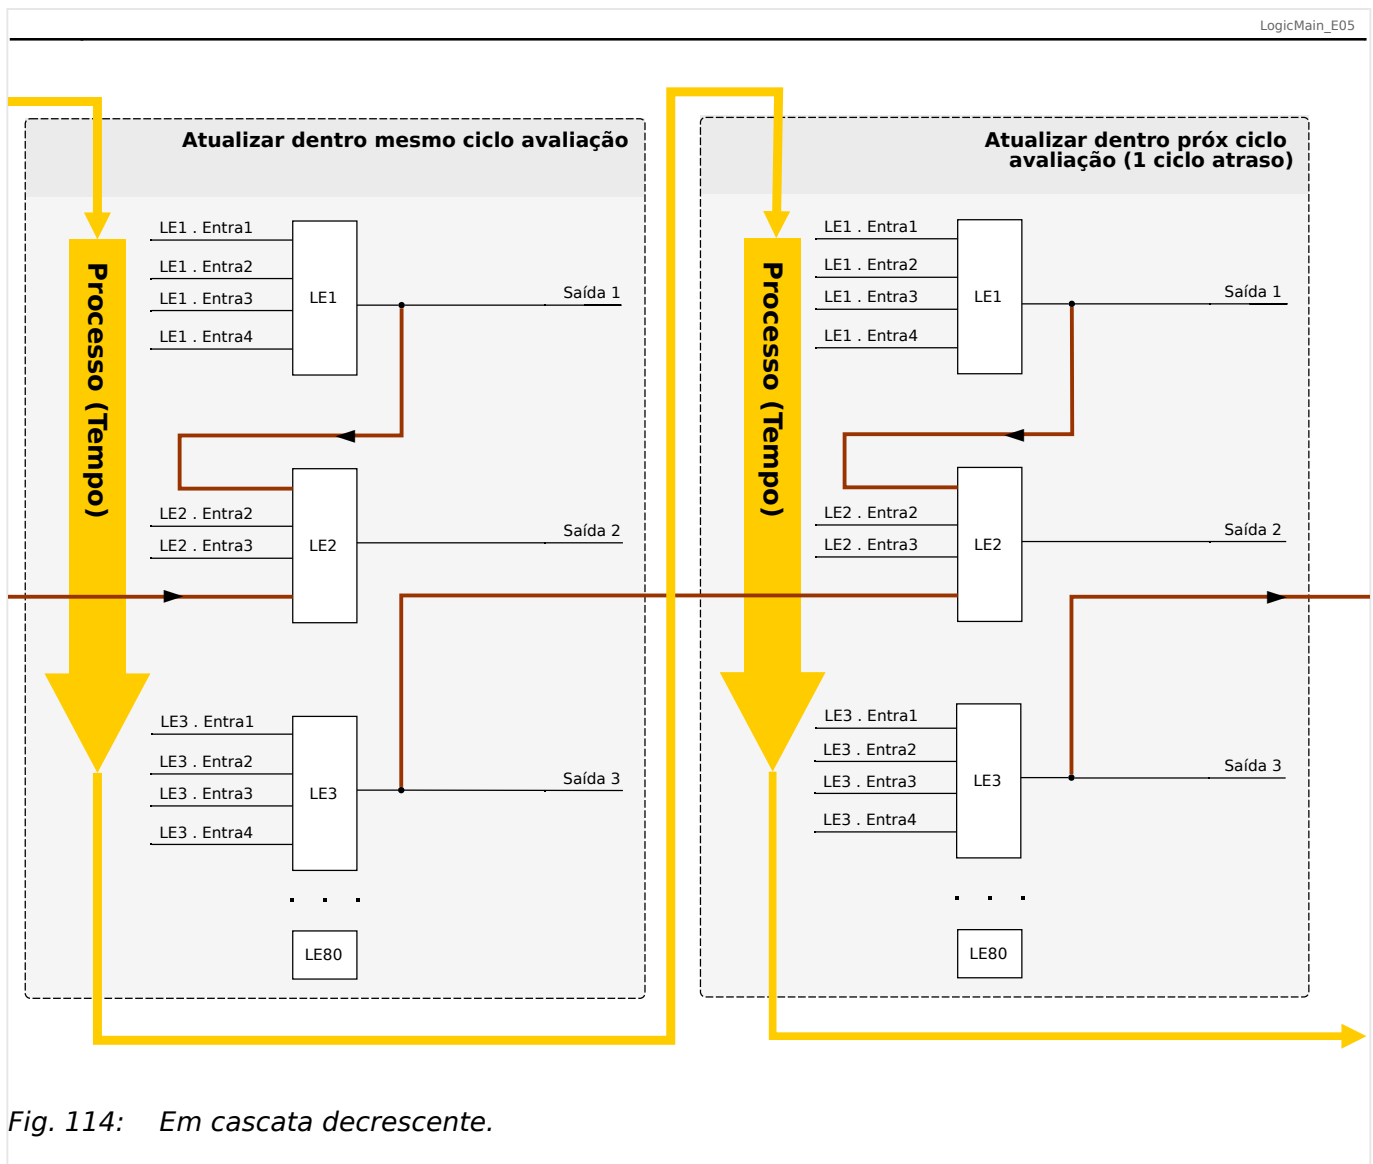 LogicMain_E05
Atualizar dentro mesmo ciclo avaliação
Processo (Tempo)
LE1 . Entra1
LE1 . Entra2
LE1 . Entra3
LE1 . Entra4
LE1
Saída 1
LE2 . Entra2
LE2 . Entra3
LE2
Saída 2
LE3 . Entra1
LE3 . Entra2
LE3 . Entra3
LE3 . Entra4
LE3
Saída 3
. . .
LE80
Atualizar dentro próx ciclo
avaliação (1 ciclo atraso)
Processo (Tempo)
LE1 . Entra1
LE1 . Entra2
LE1 . Entra3
LE1 . Entra4
LE1
Saída 1
LE2 . Entra2
LE2 . Entra3
LE2
Saída 2
LE3 . Entra1
LE3 . Entra2
LE3 . Entra3
LE3 . Entra4
LE3
Saída 3
. . .
LE80
Fig. 114: Em cascata decrescente.